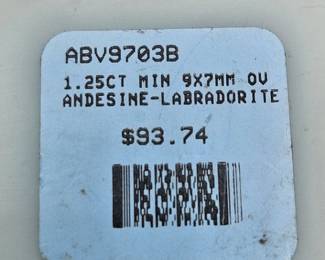 ABV9703B
1.25CT MIN 9X7MM OV
ANDESINE-LABRADORITE
$93.74